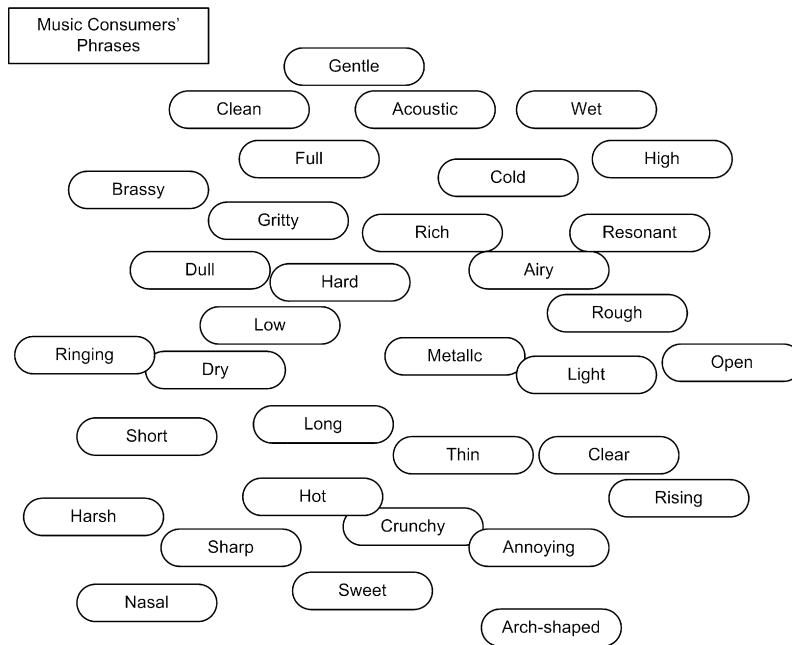 Music Consumers'
Phrases
Gentle
Clean
Acoustic
Wet
Full
High
Cold
Brassy
Gritty
Rich
Resonant
Dull
Airy
Hard
Rough
Low
Ringing
Metallc
Dry
Light
Open
Long
Short
Thin
Clear
Hot
Rising
Harsh
Crunchy
Sharp
Annoying
Sweet
Nasal
Arch-shaped